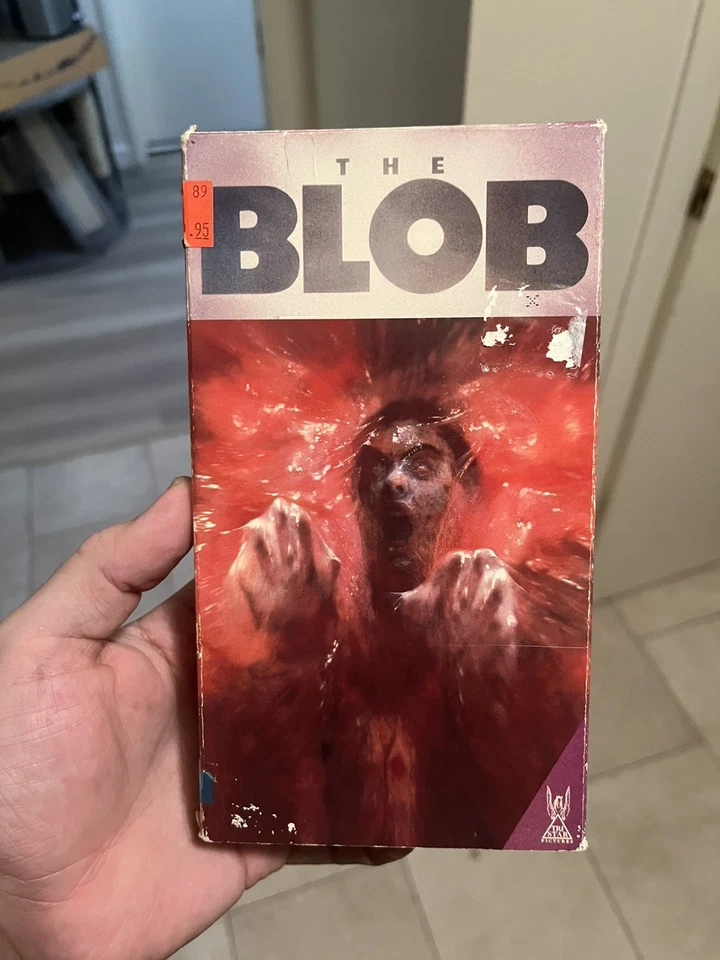 THE
89
.95
BLOB
TRI
STAR
PICTURES